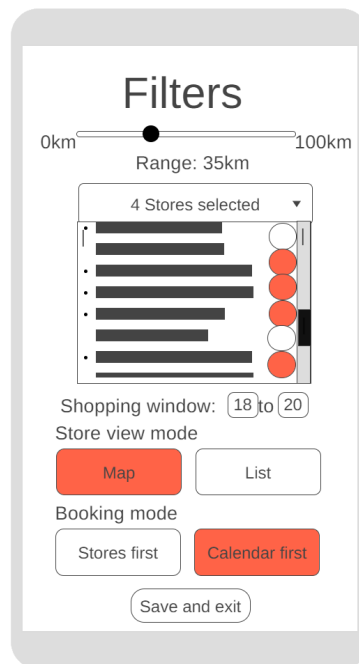 Filters
0km 100km
Range: 35km
4 Stores selected
Shopping window: 18 to 20
Store view mode
Map List
Booking mode
Stores first Calendar first
Save and exit